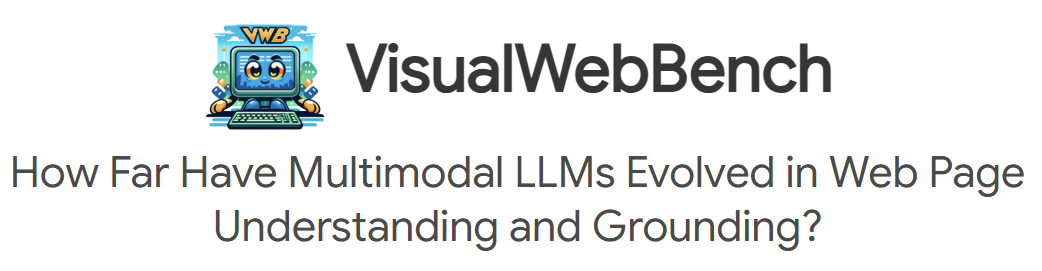 VWB
VisualWebBench
How Far Have Multimodal LLMs Evolved in Web Page
Understanding and Grounding?